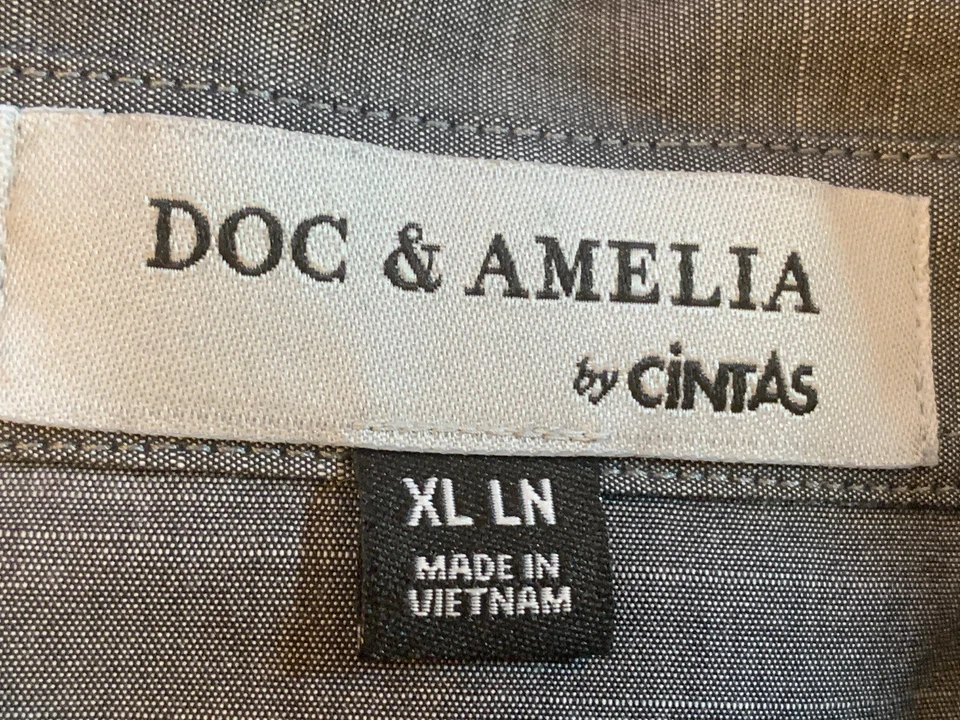 DOC & AMELIA
by CiNTAS
XL LN
MADE IN
VIETNAM